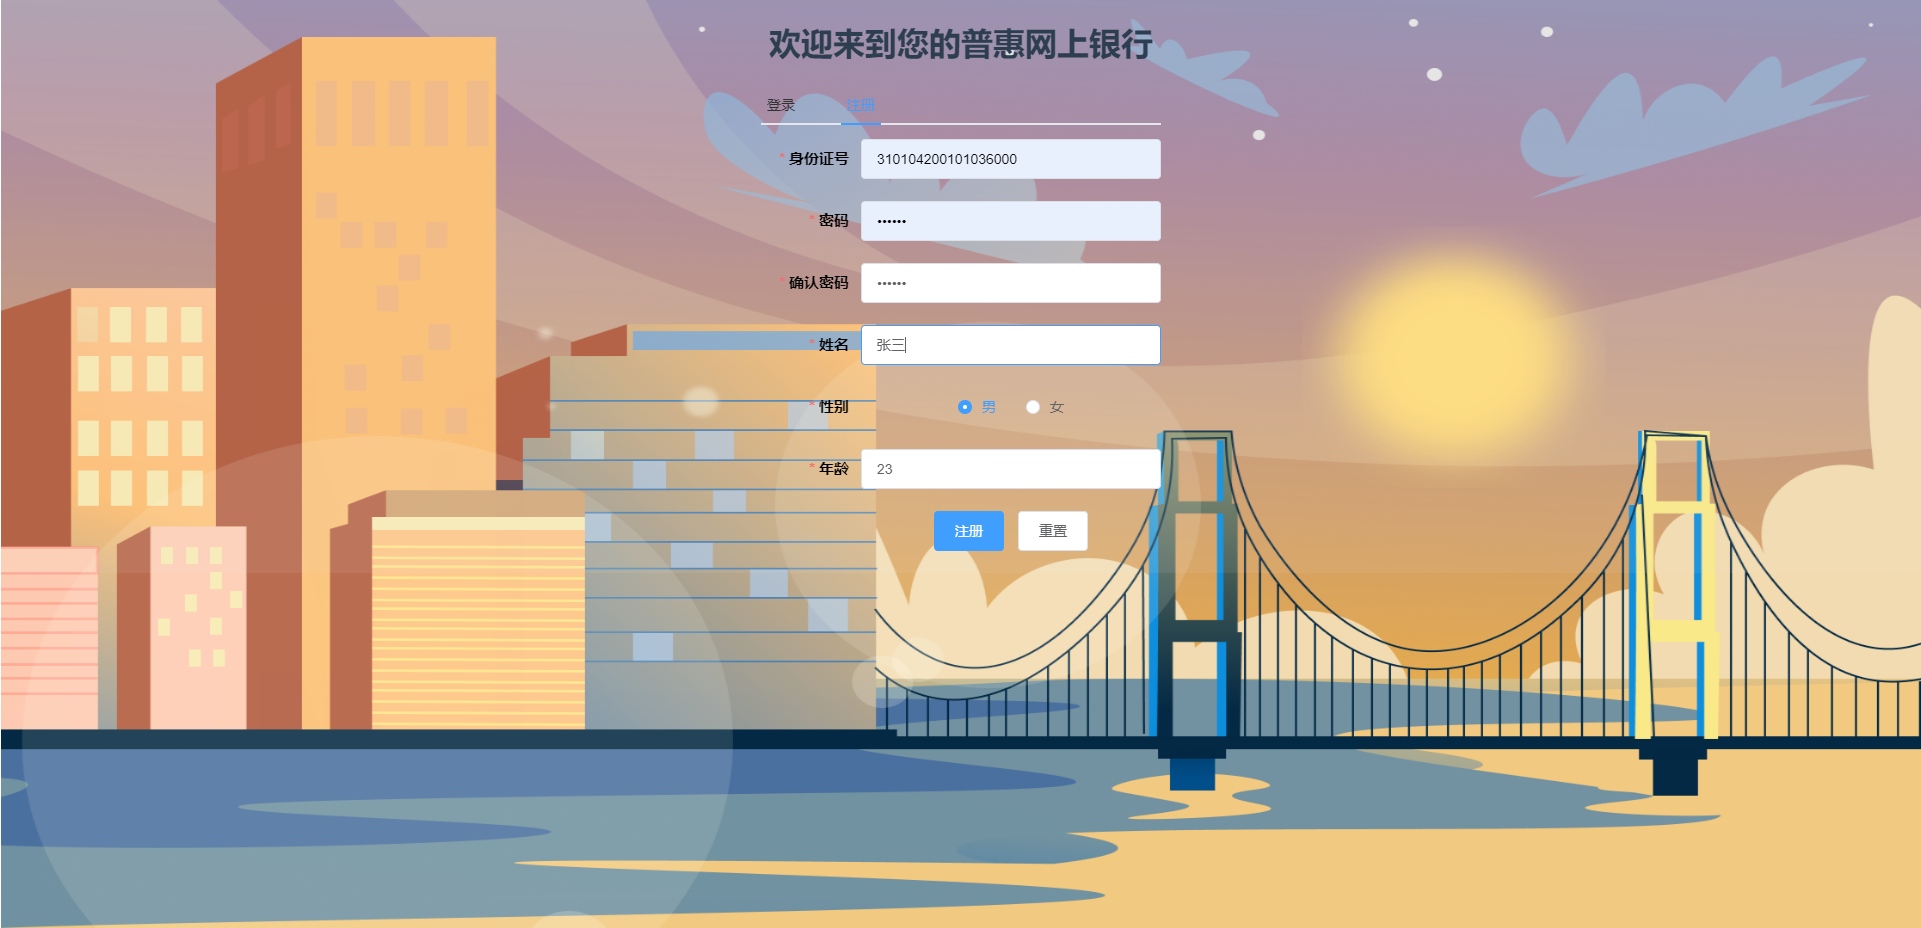 欢迎来到您的普惠网上银行
登录 注册
* 身份证号 310104200101036000
* 密码 ••••••
* 确认密码 ••••••
* 姓名 张三
* 性别 男 女
* 年龄 23
注册 重置